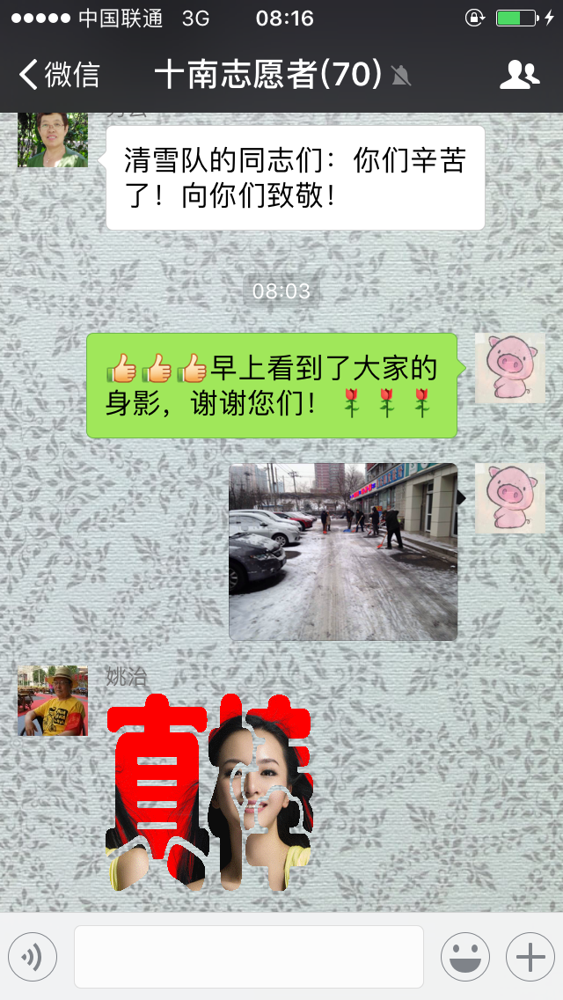 中国联通 3G 08:16
微信 十南志愿者(70)
清雪队的同志们：你们辛苦
了！向你们致敬！
08:03
👍👍👍早上看到了大家的
身影，谢谢您们！🌹🌹🌹
姚治
真棒